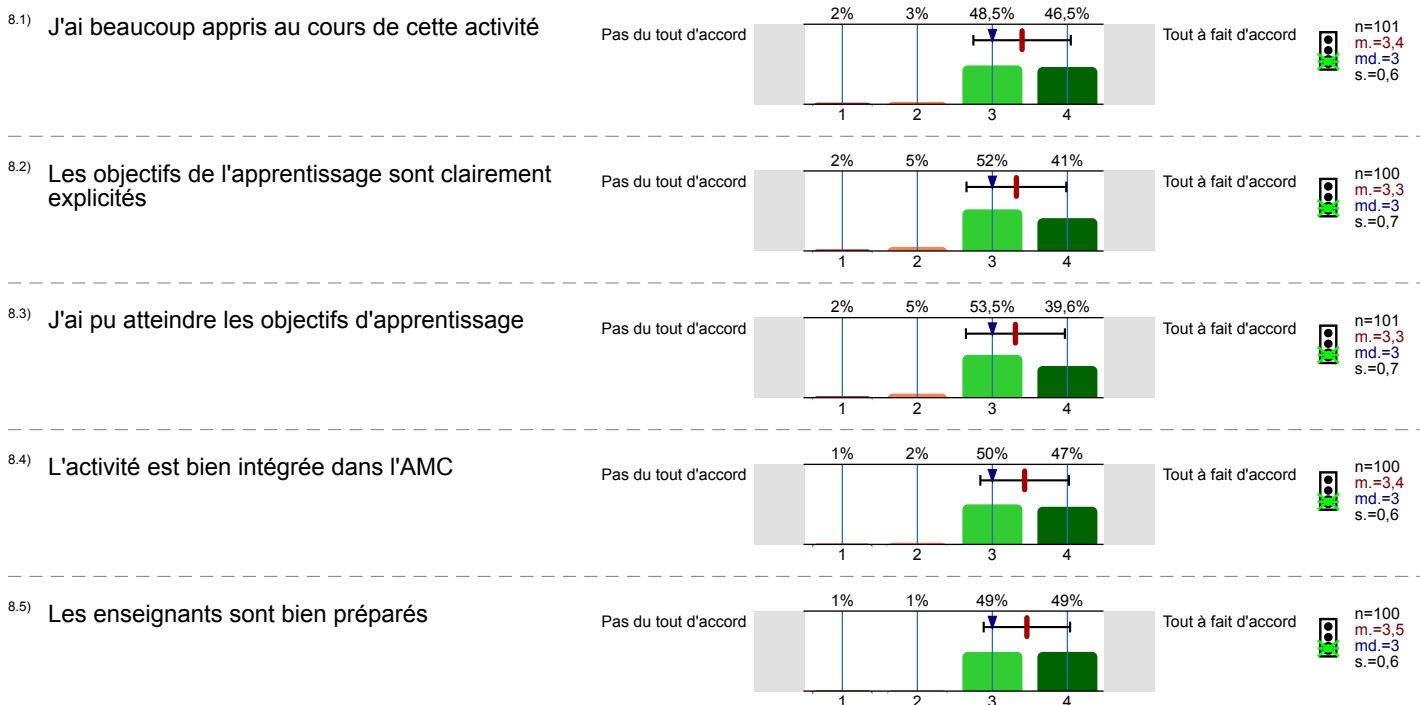 8.1) J'ai beaucoup appris au cours de cette activité
Pas du tout d'accord
2% 3% 48,5% 46,5%
1 2 3 4
Tout à fait d'accord
n=101
m.=3,4
md.=3
s.=0,6
8.2) Les objectifs de l'apprentissage sont clairement
explicités
Pas du tout d'accord
2% 5% 52% 41%
1 2 3 4
Tout à fait d'accord
n=100
m.=3,3
md.=3
s.=0,7
8.3) J'ai pu atteindre les objectifs d'apprentissage
Pas du tout d'accord
2% 5% 53,5% 39,6%
1 2 3 4
Tout à fait d'accord
n=101
m.=3,3
md.=3
s.=0,7
8.4) L'activité est bien intégrée dans l'AMC
Pas du tout d'accord
1% 2% 50% 47%
1 2 3 4
Tout à fait d'accord
n=100
m.=3,4
md.=3
s.=0,6
8.5) Les enseignants sont bien préparés
Pas du tout d'accord
1% 1% 49% 49%
1 2 3 4
Tout à fait d'accord
n=100
m.=3,5
md.=3
s.=0,6